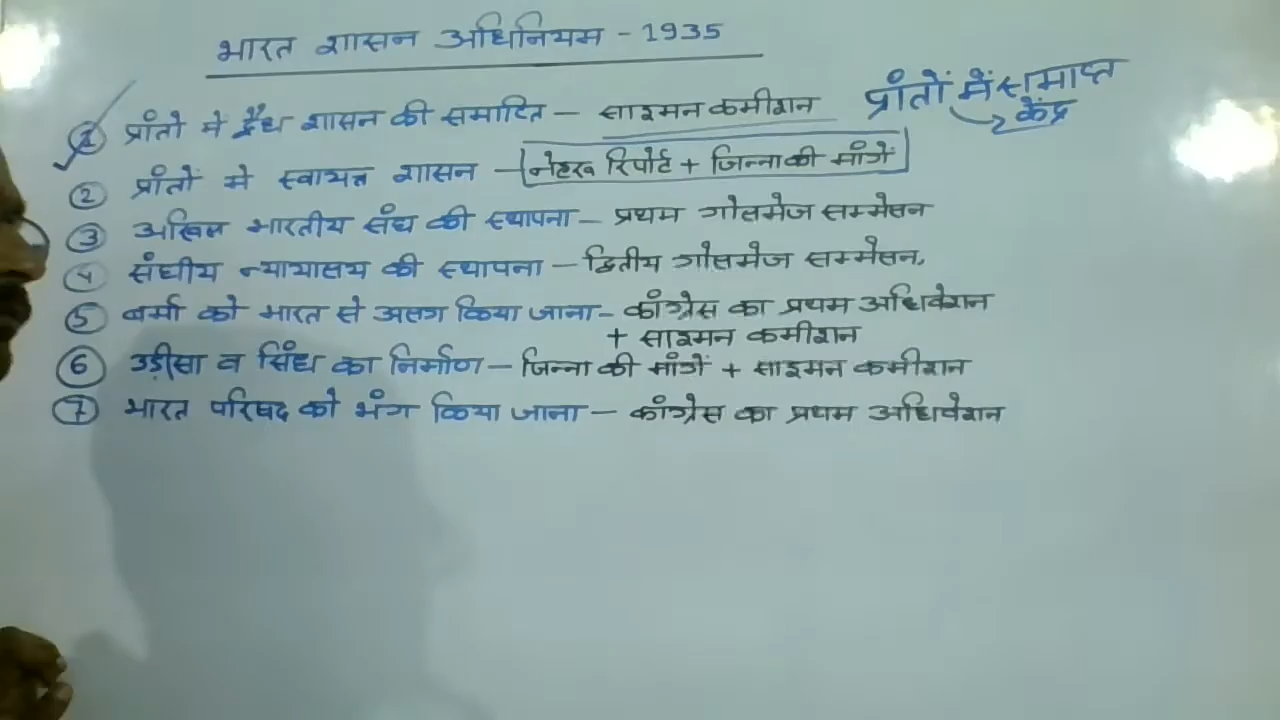 भारत शासन अधिनियम - 1935
① प्रांतो मे द्वैध शासन की समाप्ति - साइमन कमीशन
प्रांतों में समाप्त
→ केंद्र
② प्रांतों मे स्वायत्त शासन - नेहरू रिपोर्ट + जिन्ना की मांगें
③ अखिल भारतीय संघ की स्थापना - प्रथम गोलमेज सम्मेलन
④ संघीय न्यायालय की स्थापना - द्वितीय गोलमेज सम्मेलन,
⑤ बर्मा को भारत से अलग किया जाना - कांग्रेस का प्रथम अधिवेशन
+ साइमन कमीशन
⑥ उड़ीसा व सिंध का निर्माण - जिन्ना की मांगें + साइमन कमीशन
⑦ भारत परिषद को भंग किया जाना - कांग्रेस का प्रथम अधिवेशन